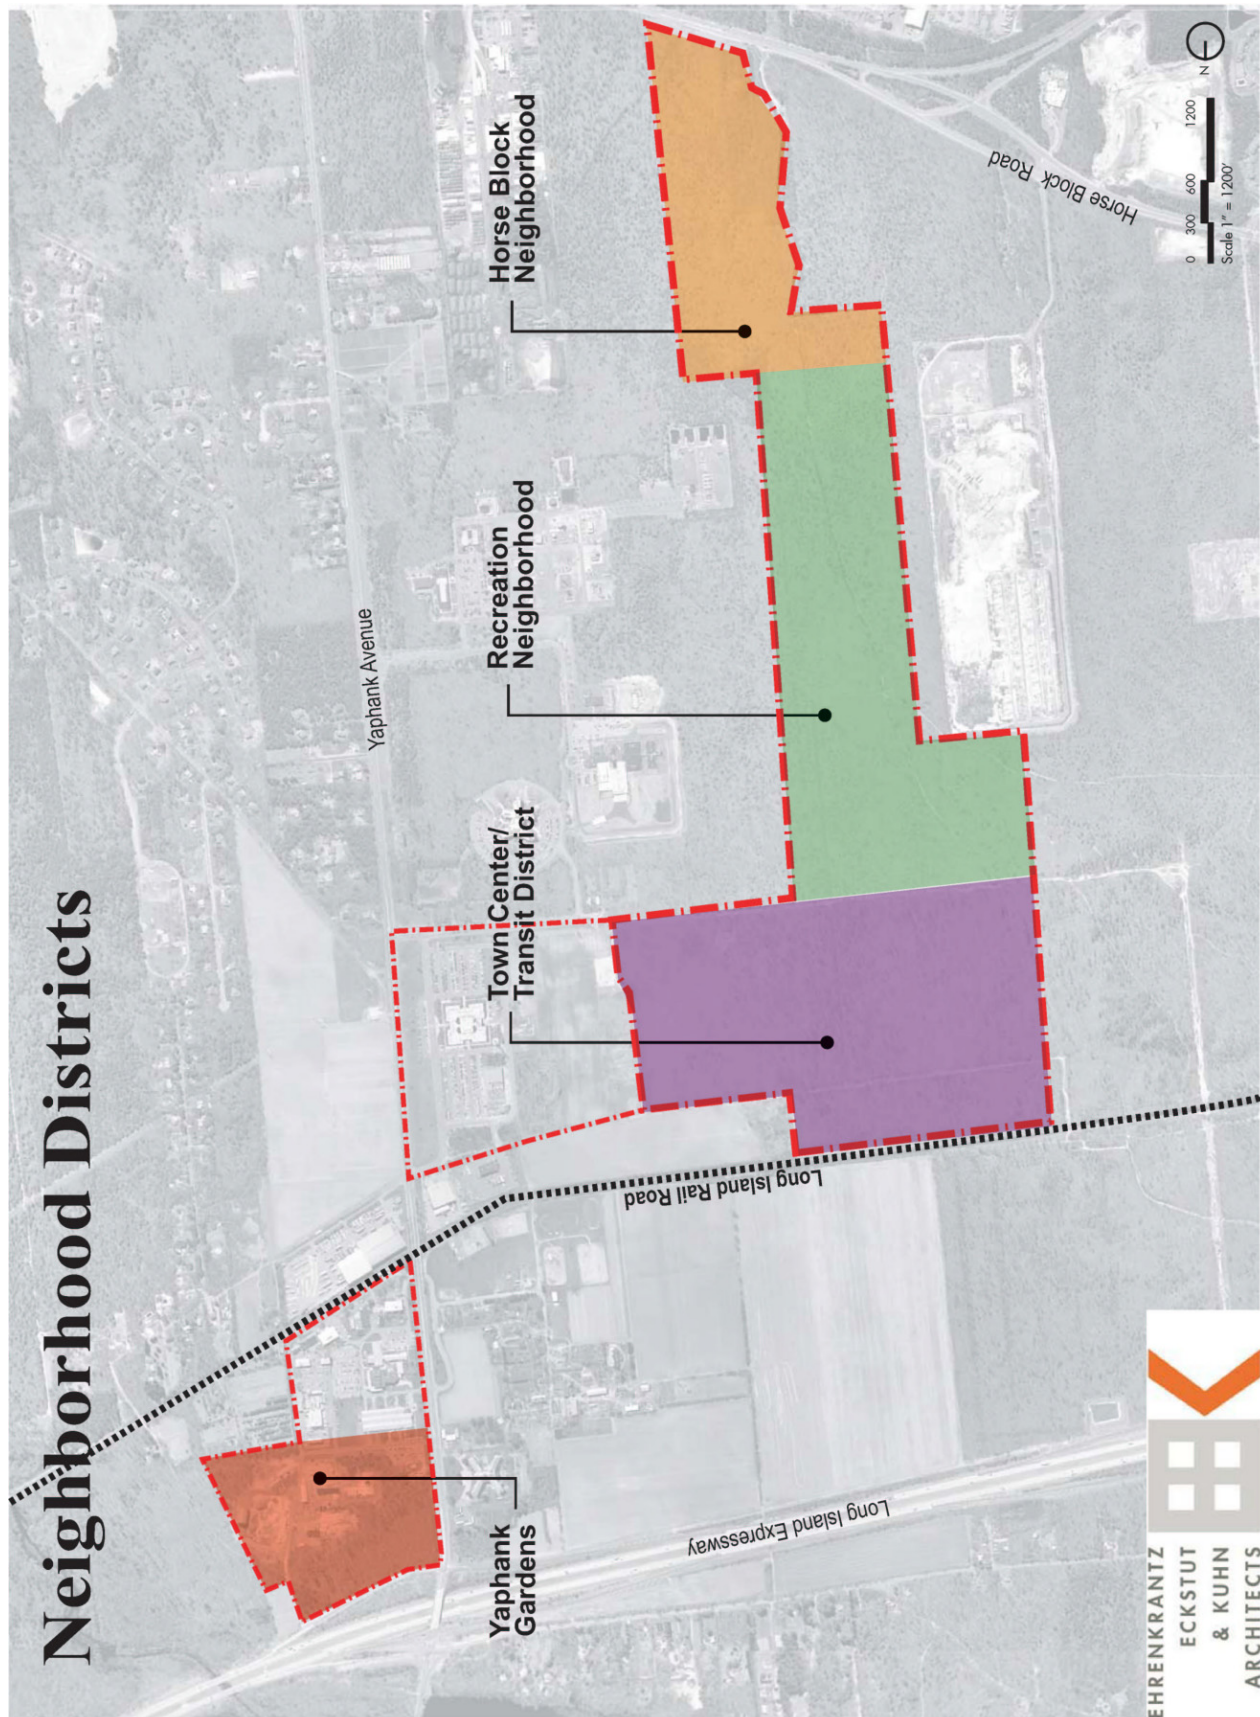 Neighborhood Districts
Yaphank
Gardens
Town Center/
Transit District
Recreation
Neighborhood
Horse Block
Neighborhood
Yaphank Avenue
Long Island Rail Road
Long Island Expressway
Horse Block Road
EHRENKRANTZ
ECKSTUT
& KUHN
ARCHITECTS
0 300 600 1200
Scale 1" = 1200'
N